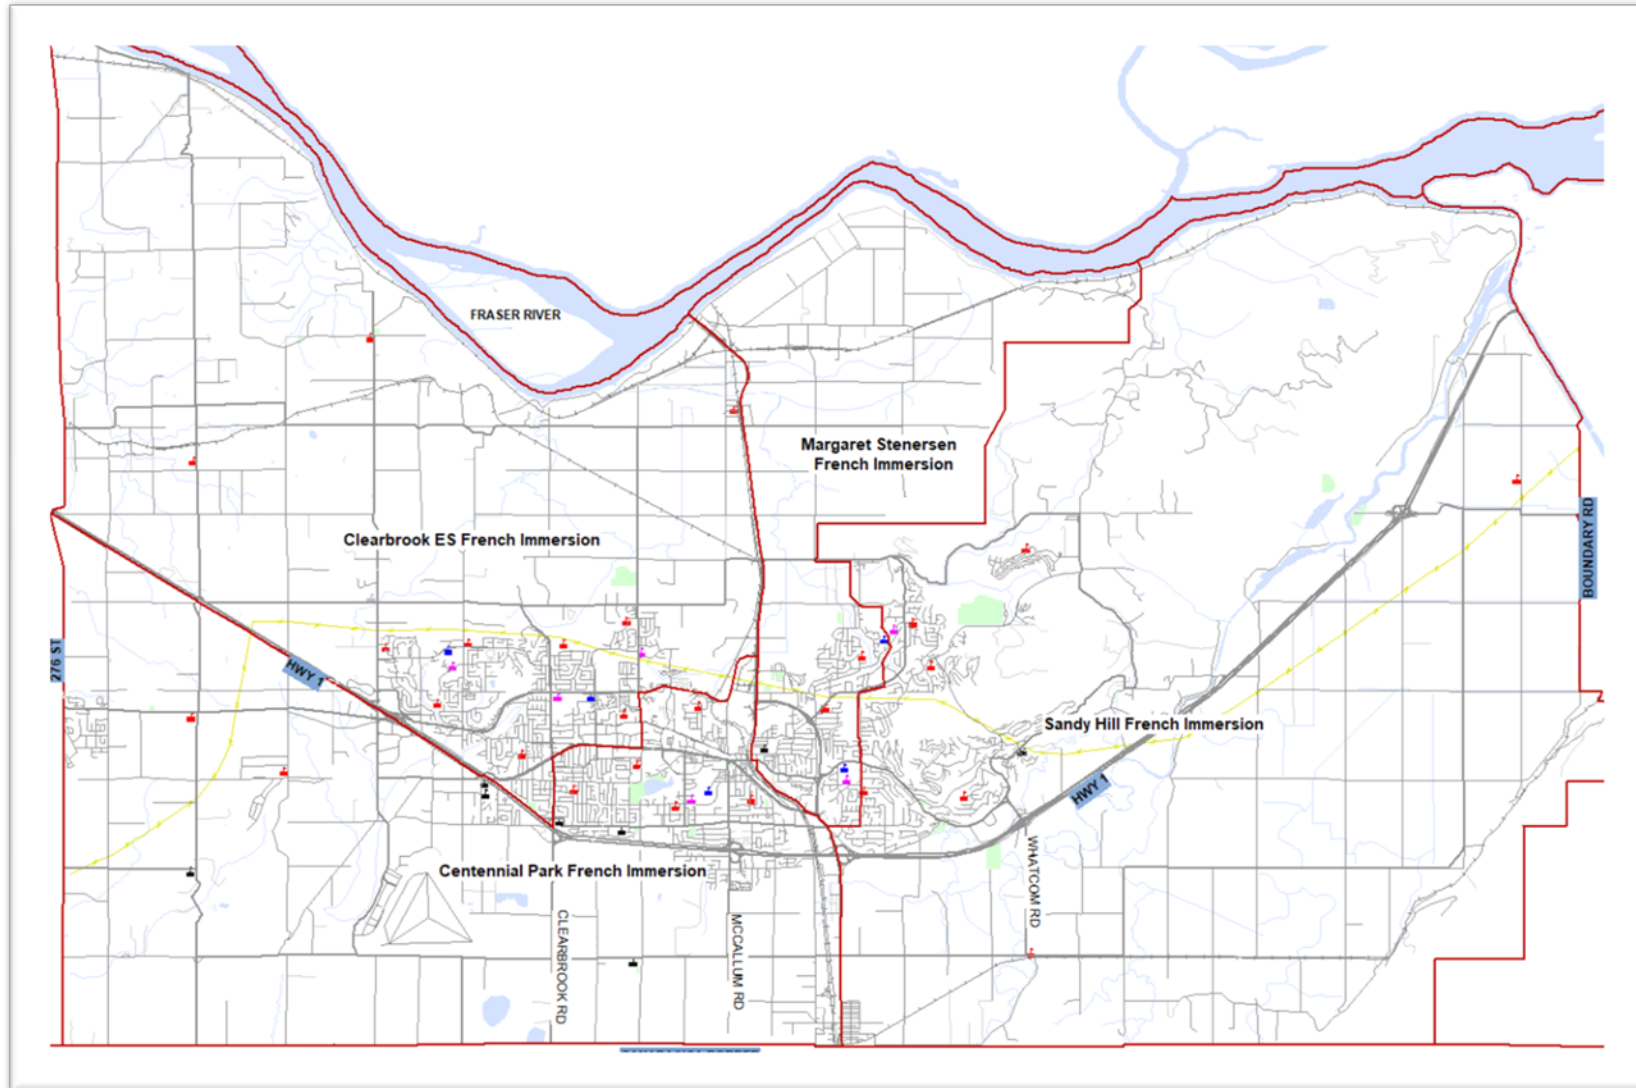 FRASER RIVER
Margaret Stenersen
French Immersion
Clearbrook ES French Immersion
BOUNDARY RD
276 ST
HWY 1
Sandy Hill French Immersion
HWY 1
Centennial Park French Immersion
WHATCOM RD
CLEARBROOK RD
MCCALLUM RD